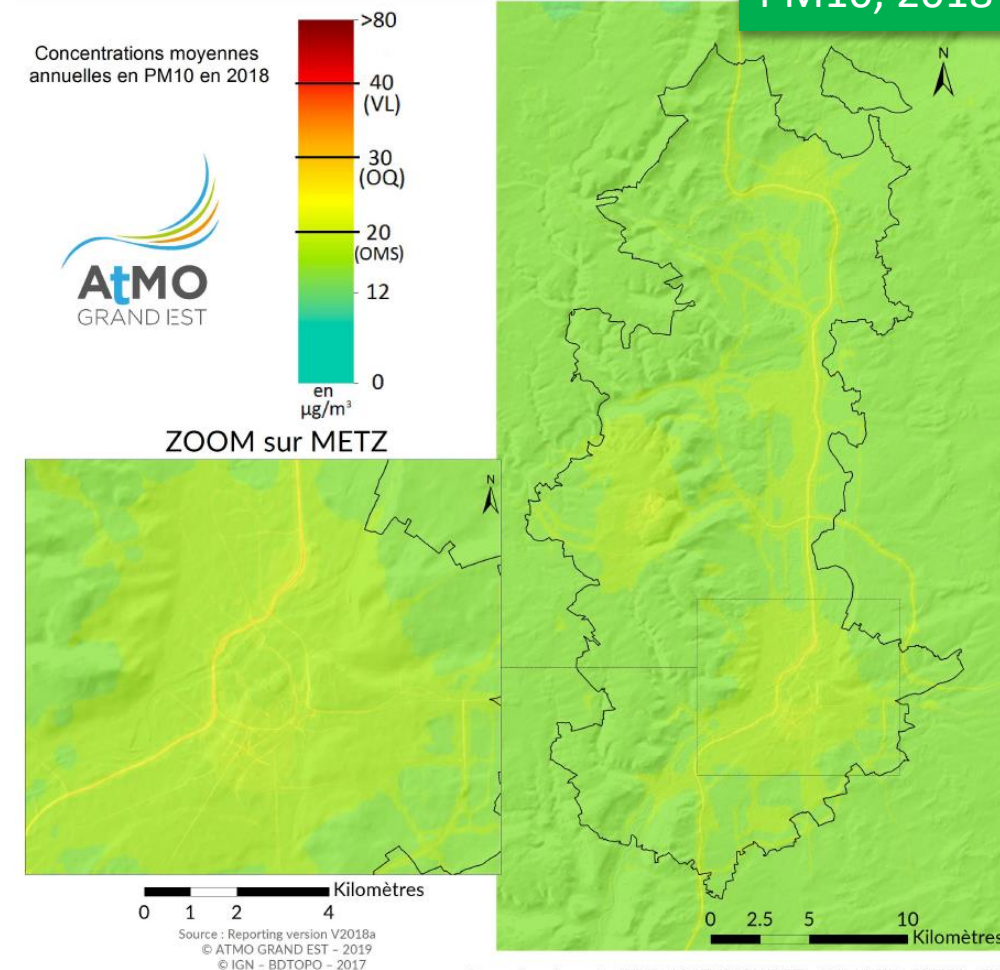 PM10, 2018
Concentrations moyennes
annuelles en PM10 en 2018
>80
40
(VL)
30
(OQ)
20
(OMS)
12
0
en
µg/m³
AtMO
GRAND EST
ZOOM sur METZ
N
N
Kilomètres
0 1 2 4
Source : Reporting version V2018a
© ATMO GRAND EST - 2019
© IGN - BDTOPO - 2017
0 2.5 5 10
Kilomètres